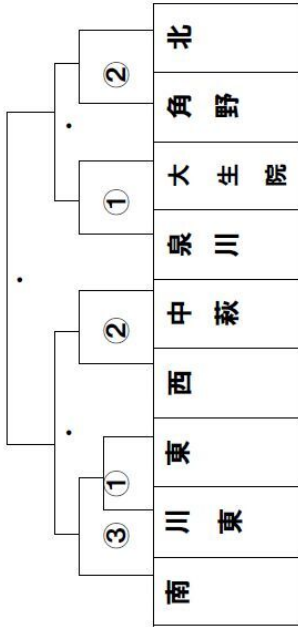 北
②
角野
大生院
①
泉川
中萩
②
西
東
①
川東
③
南